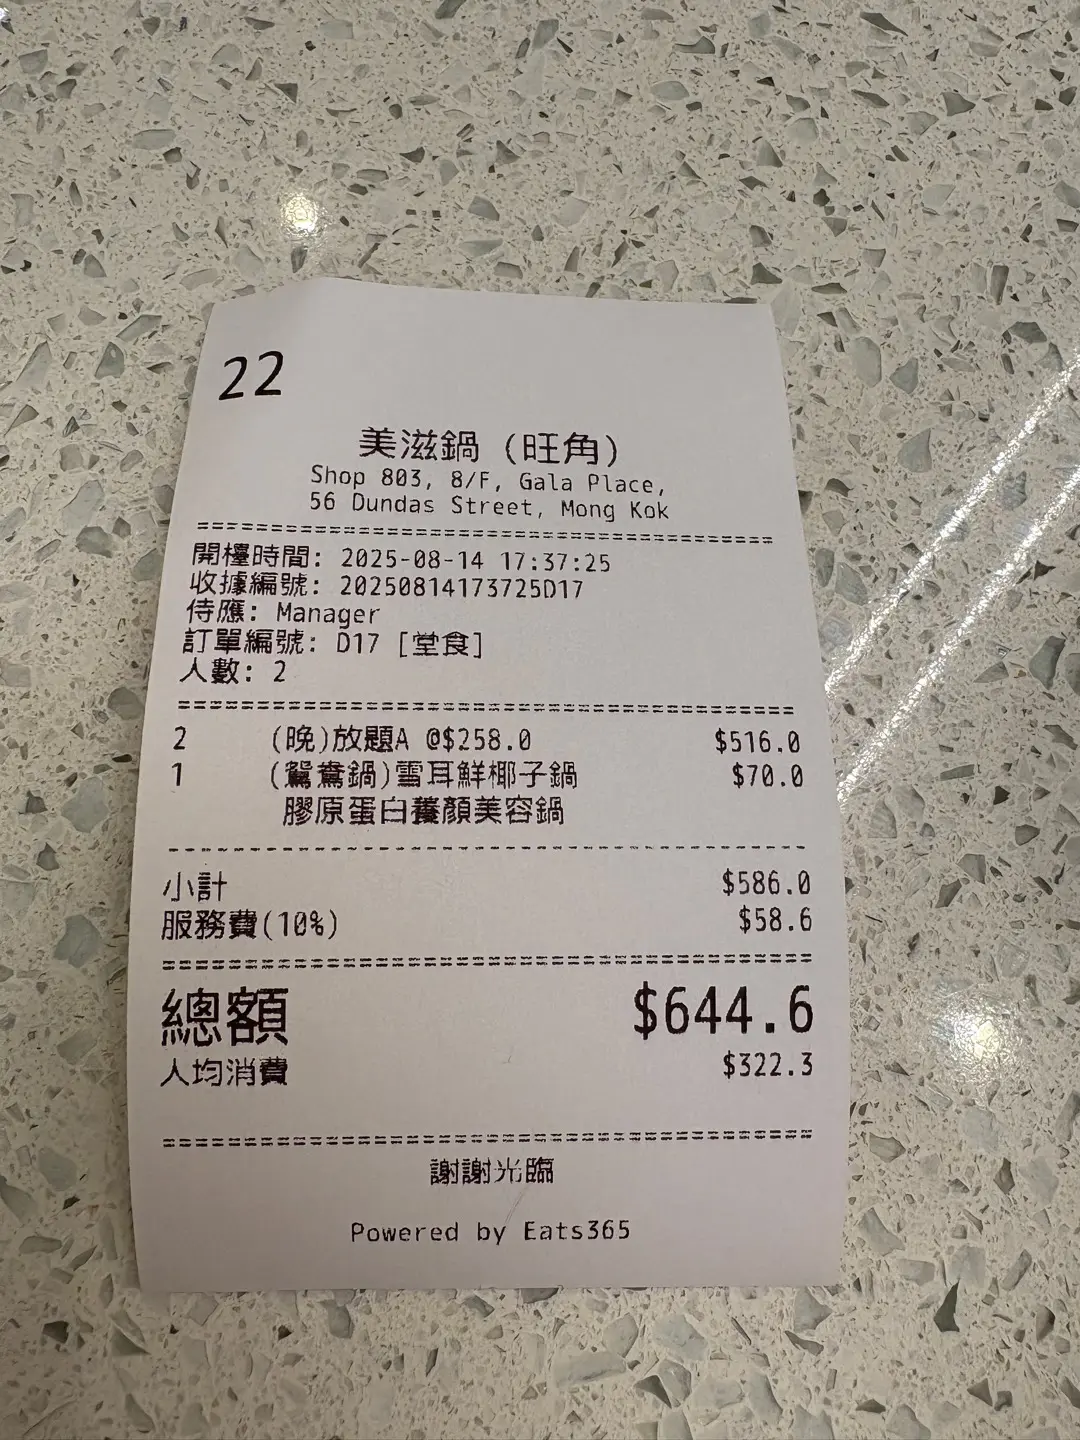 22
美滋鍋 (旺角)
Shop 803, 8/F, Gala Place,
56 Dundas Street, Mong Kok
開檯時間: 2025-08-14 17:37:25
收據編號: 20250814173725D17
侍應: Manager
訂單編號: D17 [堂食]
人數: 2
2 (晚)放題A @$258.0 $516.0
1 (鴛鴦鍋)雪耳鮮椰子鍋 $70.0
膠原蛋白養顏美容鍋
小計 $586.0
服務費(10%) $58.6
總額 $644.6
人均消費 $322.3
謝謝光臨
Powered by Eats365